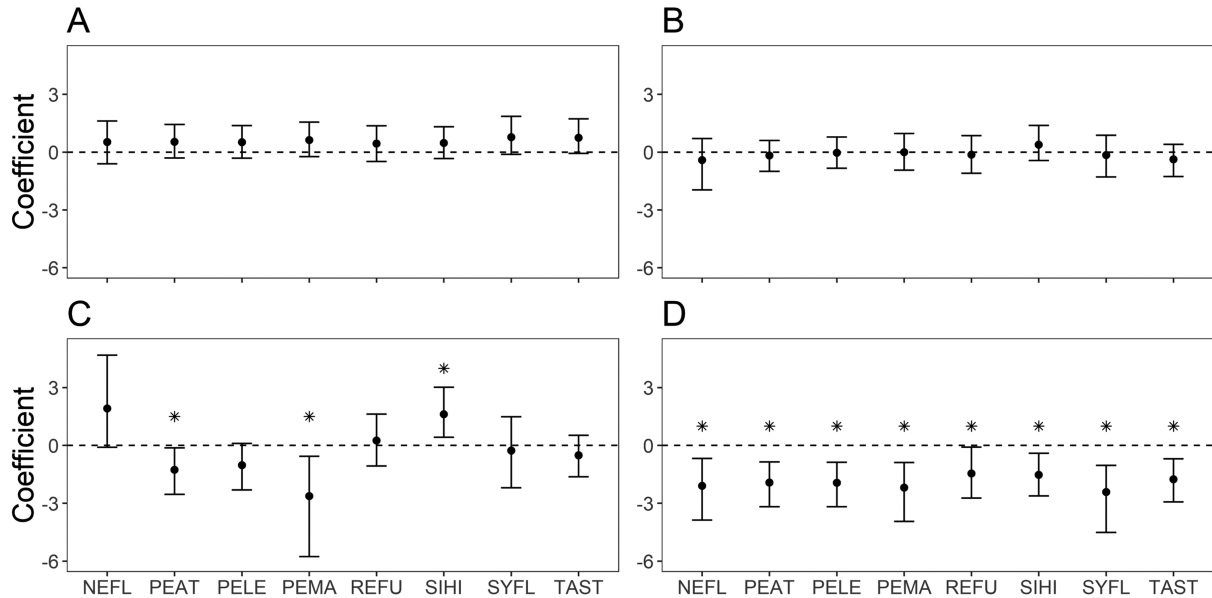 A
B
Coefficient
3
0
-3
-6
3
0
-3
-6
C
D
Coefficient
3
0
-3
-6
* * *
3
0
-3
-6
* * * * * * * *
NEFL PEAT PELE PEMA REFU SIHI SYFL TAST
NEFL PEAT PELE PEMA REFU SIHI SYFL TAST